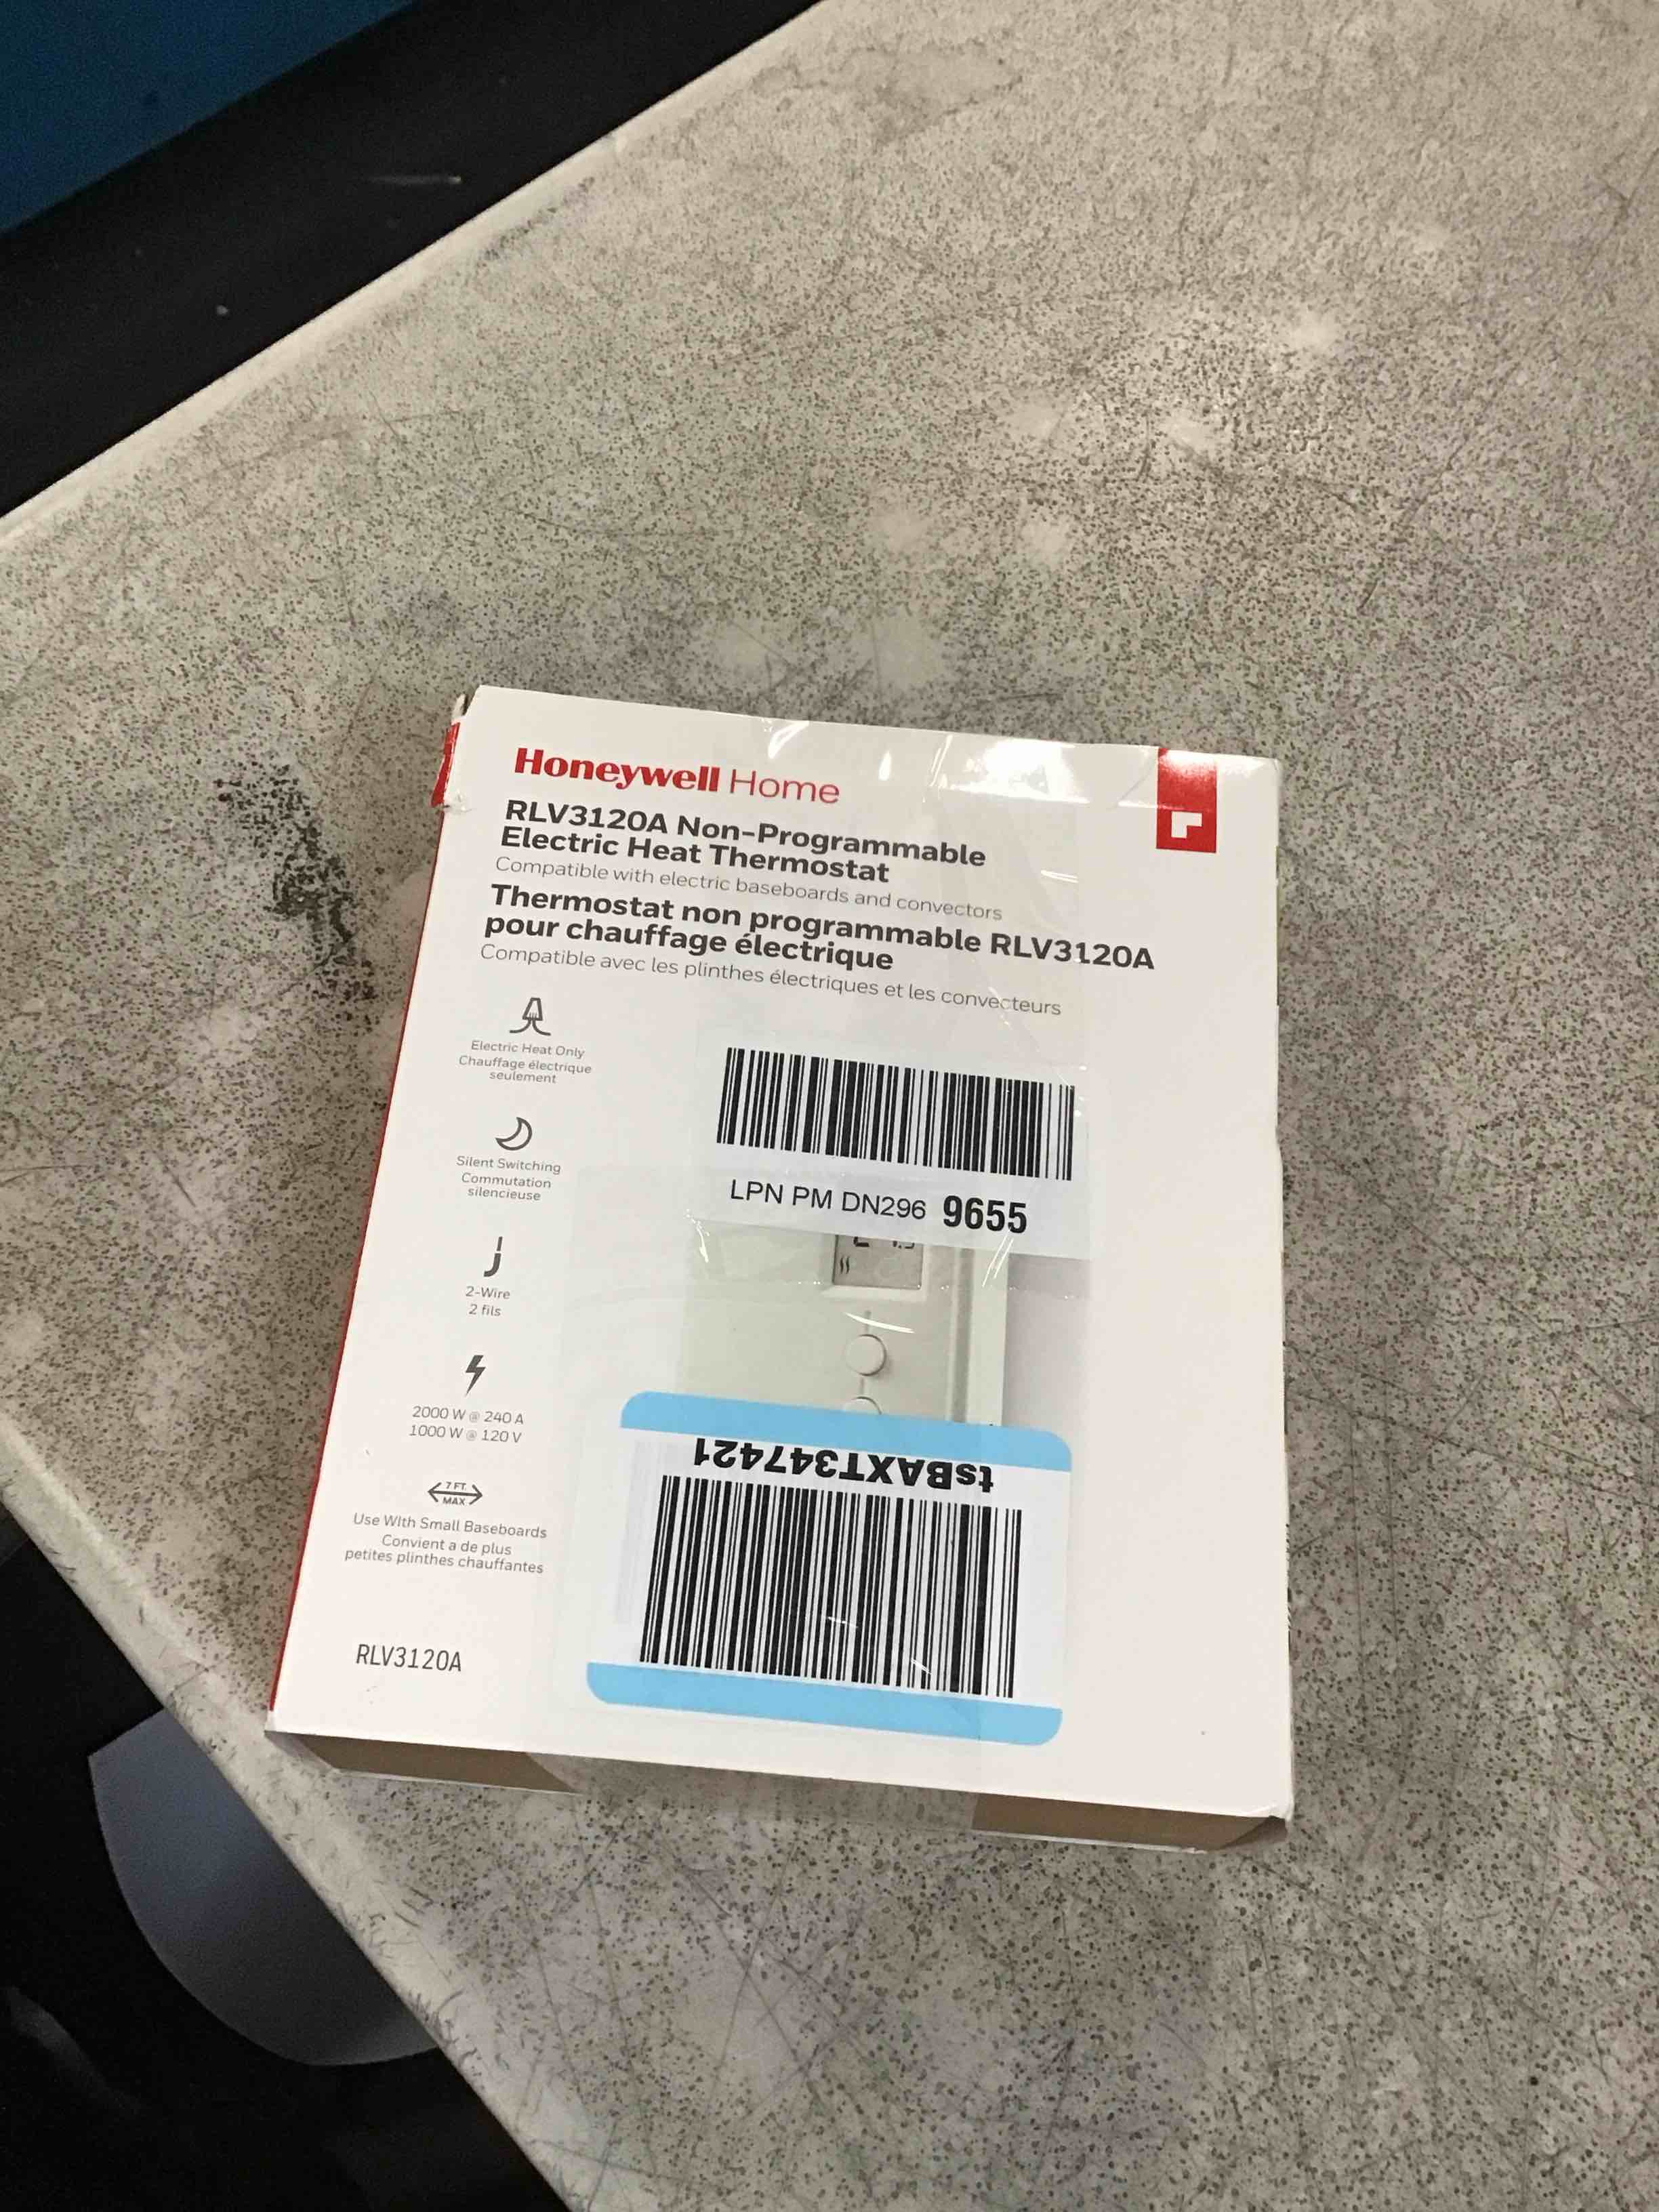 Honeywell Home
RLV3120A Non-Programmable
Electric Heat Thermostat
Compatible with electric baseboards and convectors
Thermostat non programmable RLV3120A
pour chauffage électrique
Compatible avec les plinthes électriques et les convecteurs
Electric Heat Only
Chauffage électrique
seulement
Silent Switching
Commutation
silencieuse
2-Wire
2 fils
2000 W @ 240 A
1000 W @ 120 V
7 FT.
MAX
Use With Small Baseboards
Convient a de plus
petites plinthes chauffantes
RLV3120A
LPN PM DN296 9655
tsBAXT347421